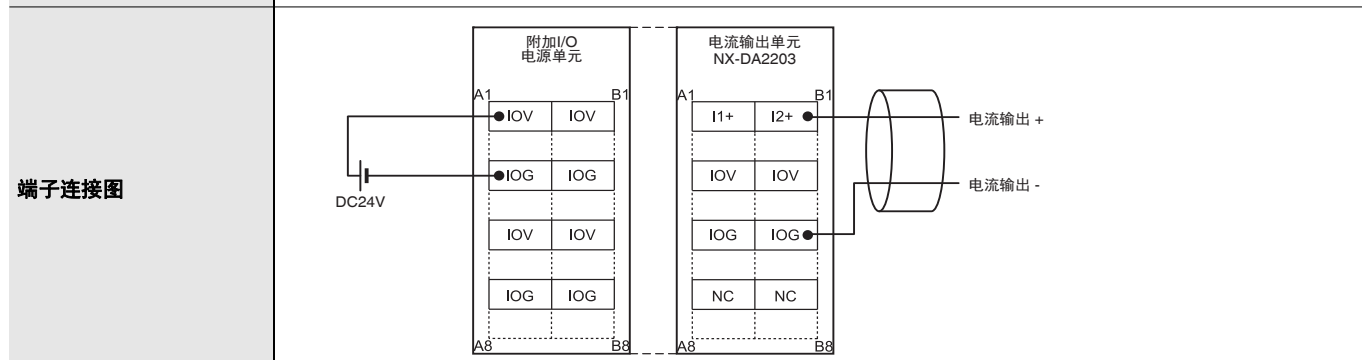 端子连接图
附加I/O
电源单元
A1 B1
IOV IOV
IOG IOG
IOV IOV
IOG IOG
A8 B8
DC24V
电流输出单元
NX-DA2203
A1 B1
I1+ I2+
IOV IOV
IOG IOG
NC NC
A8 B8
电流输出 +
电流输出 -